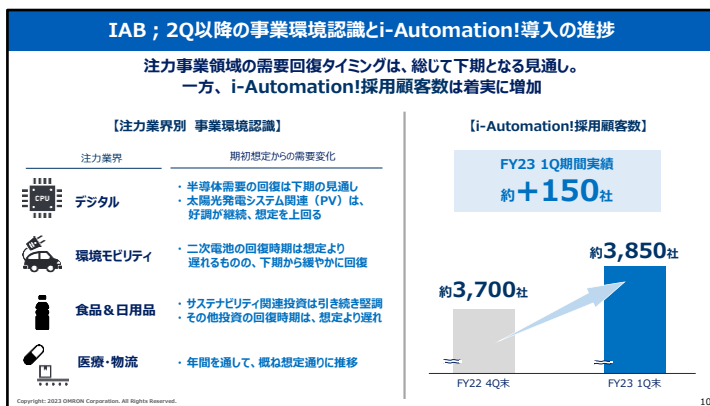 IAB ; 2Q以降の事業環境認識とi-Automation!導入の進捗
注力事業領域の需要回復タイミングは、総じて下期となる見通し。
一方、i-Automation!採用顧客数は着実に増加
【注力業界別 事業環境認識】
注力業界
期初想定からの需要変化
CPU
デジタル
・半導体需要の回復は下期の見通し
・太陽光発電システム関連（PV）は、
好調が継続、想定を上回る
環境モビリティ
・二次電池の回復時期は想定より
遅れるものの、下期から緩やかに回復
食品＆日用品
・サステナビリティ関連投資は引き続き堅調
・その他投資の回復時期は、想定より遅れ
医療・物流
・年間を通して、概ね想定通りに推移
【i-Automation!採用顧客数】
FY23 1Q期間実績
約+150社
約3,700社
約3,850社
FY22 4Q末
FY23 1Q末
Copyright: 2023 OMRON Corporation. All Rights Reserved.
10